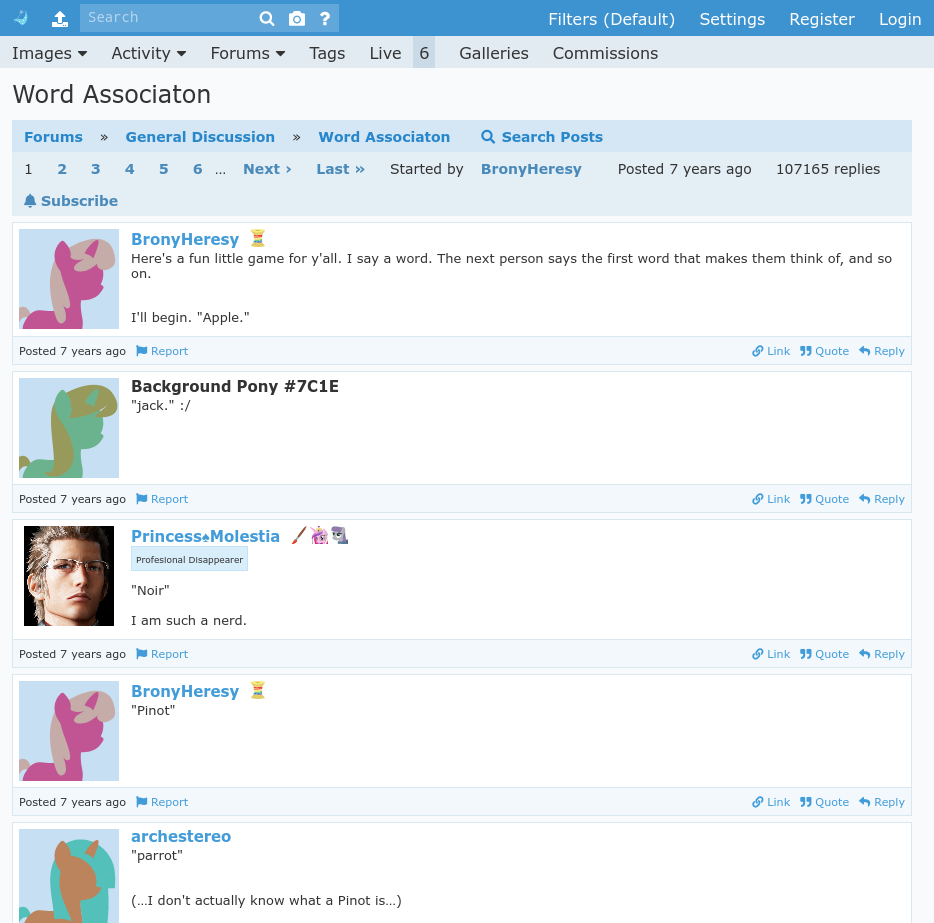 Search ?
Filters (Default) Settings Register Login
Images Activity Forums Tags Live 6 Galleries Commissions
Word Associaton
Forums » General Discussion » Word Associaton Search Posts
1 2 3 4 5 6 … Next › Last » Started by BronyHeresy Posted 7 years ago 107165 replies
Subscribe
BronyHeresy
Here's a fun little game for y'all. I say a word. The next person says the first word that makes them think of, and so
on.
I'll begin. "Apple."
Posted 7 years ago Report Link Quote Reply
Background Pony #7C1E
"jack." :/
Posted 7 years ago Report Link Quote Reply
Princess♠Molestia
Profesional Disappearer
"Noir"
I am such a nerd.
Posted 7 years ago Report Link Quote Reply
BronyHeresy
"Pinot"
Posted 7 years ago Report Link Quote Reply
archestereo
"parrot"
(…I don't actually know what a Pinot is…)